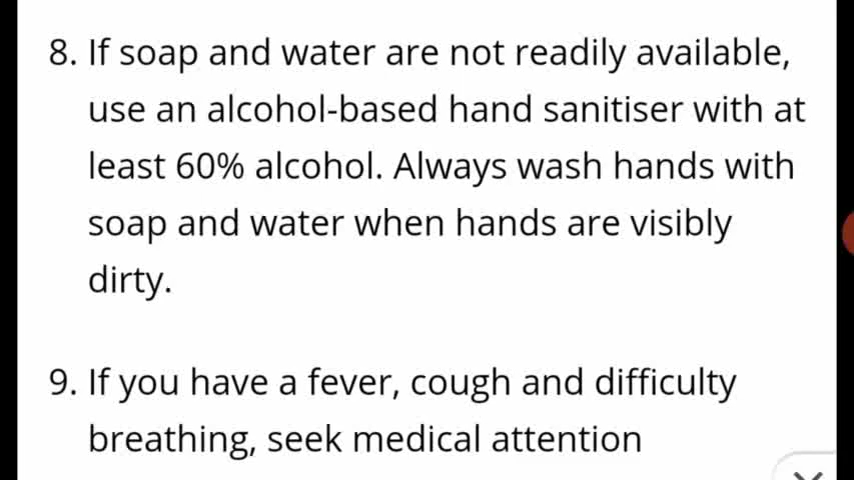 8. If soap and water are not readily available,
use an alcohol-based hand sanitiser with at
least 60% alcohol. Always wash hands with
soap and water when hands are visibly
dirty.
9. If you have a fever, cough and difficulty
breathing, seek medical attention